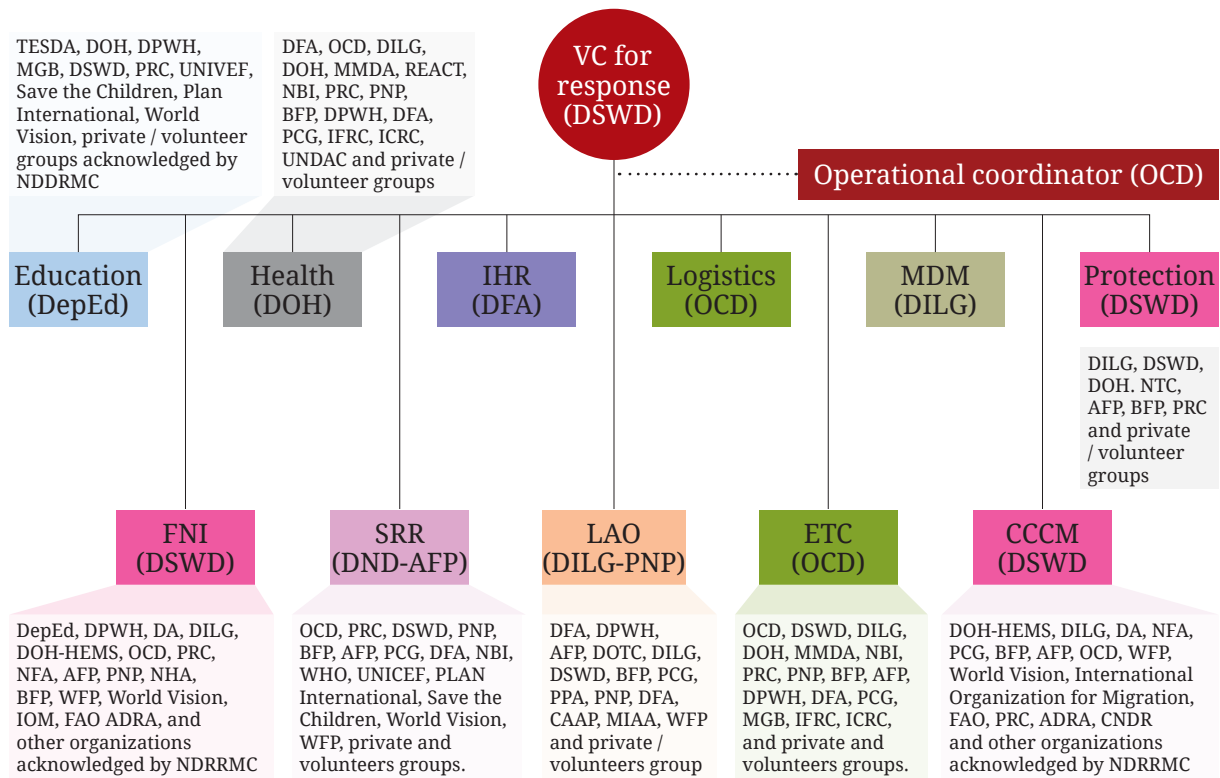 TESDA, DOH, DPWH,
MGB, DSWD, PRC, UNIVEF,
Save the Children, Plan
International, World
Vision, private / volunteer
groups acknowledged by
NDDRMC
DFA, OCD, DILG,
DOH, MMDA, REACT,
NBI, PRC, PNP,
BFP, DPWH, DFA,
PCG, IFRC, ICRC,
UNDAC and private /
volunteer groups
VC for
response
(DSWD)
Operational coordinator (OCD)
Education
(DepEd)
Health
(DOH)
IHR
(DFA)
Logistics
(OCD)
MDM
(DILG)
Protection
(DSWD)
DILG, DSWD,
DOH. NTC,
AFP, BFP, PRC
and private
/ volunteer
groups
FNI
(DSWD)
SRR
(DND-AFP)
LAO
(DILG-PNP)
ETC
(OCD)
CCCM
(DSWD
DepEd, DPWH, DA, DILG,
DOH-HEMS, OCD, PRC,
NFA, AFP, PNP, NHA,
BFP, WFP, World Vision,
IOM, FAO ADRA, and
other organizations
acknowledged by NDRRMC
OCD, PRC, DSWD, PNP,
BFP, AFP, PCG, DFA, NBI,
WHO, UNICEF, PLAN
International, Save the
Children, World Vision,
WFP, private and
volunteers groups.
DFA, DPWH,
AFP, DOTC, DILG,
DSWD, BFP, PCG,
PPA, PNP, DFA,
CAAP, MIAA, WFP
and private /
volunteers group
OCD, DSWD, DILG,
DOH, MMDA, NBI,
PRC, PNP, BFP, AFP,
DPWH, DFA, PCG,
MGB, IFRC, ICRC,
and private and
volunteers groups.
DOH-HEMS, DILG, DA, NFA,
PCG, BFP, AFP, OCD, WFP,
World Vision, International
Organization for Migration,
FAO, PRC, ADRA, CNDR
and other organizations
acknowledged by NDRRMC